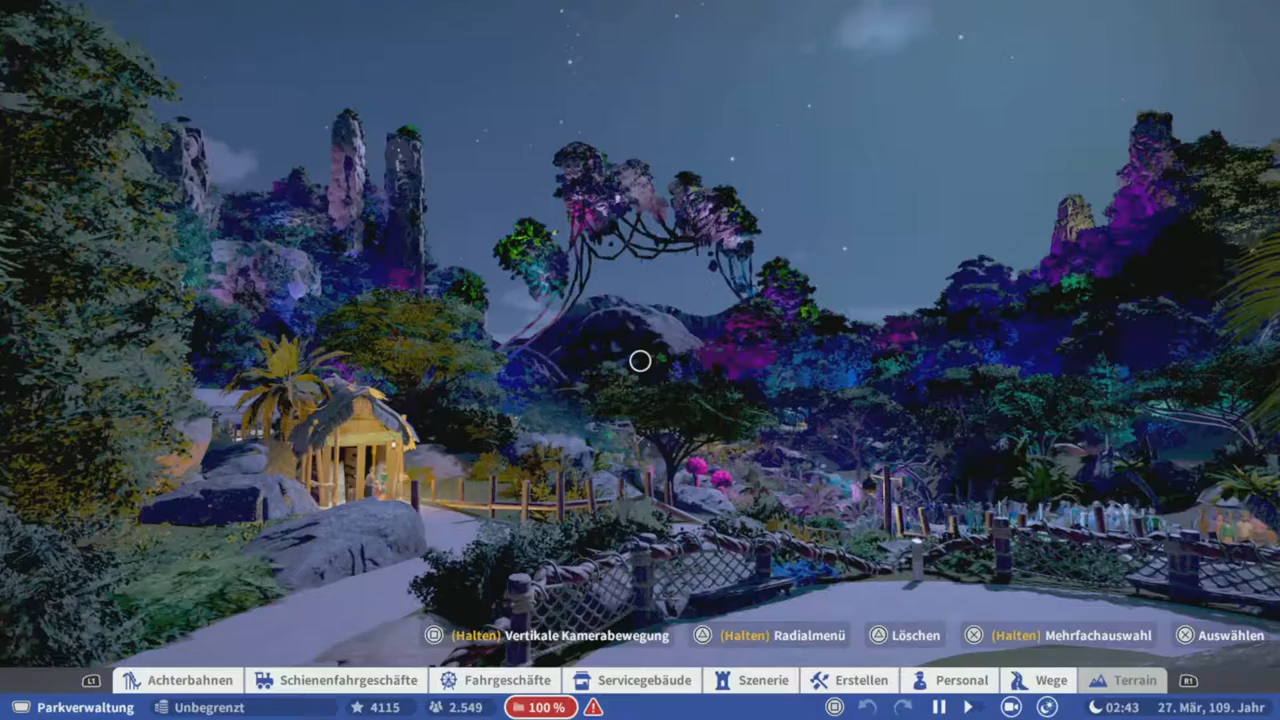 (Halten) Vertikale Kamerabewegung (Halten) Radialmenü Löschen (Halten) Mehrfachauswahl Auswählen
L1 Achterbahnen Schienenfahrgeschäfte Fahrgeschäfte Servicegebäude Szenerie Erstellen Personal Wege Terrain R1
Parkverwaltung Unbegrenzt 4115 2.549 100 % 02:43 27. Mär, 109. Jahr